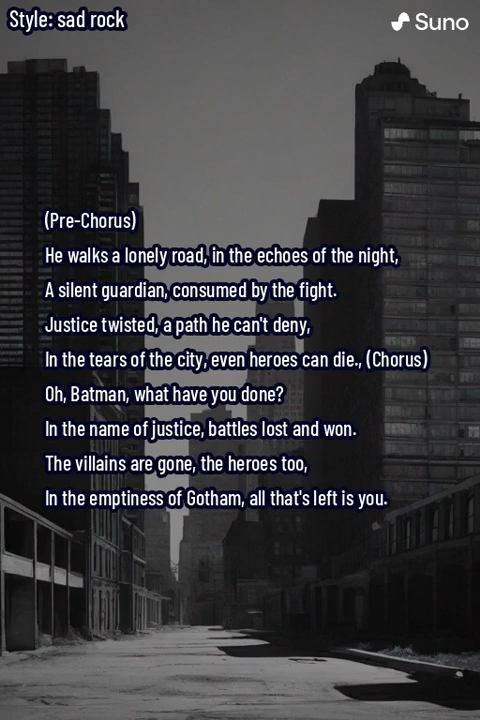 Style: sad rock
Suno
(Pre-Chorus)
He walks a lonely road, in the echoes of the night,
A silent guardian, consumed by the fight.
Justice twisted, a path he can't deny,
In the tears of the city, even heroes can die., (Chorus)
Oh, Batman, what have you done?
In the name of justice, battles lost and won.
The villains are gone, the heroes too,
In the emptiness of Gotham, all that's left is you.